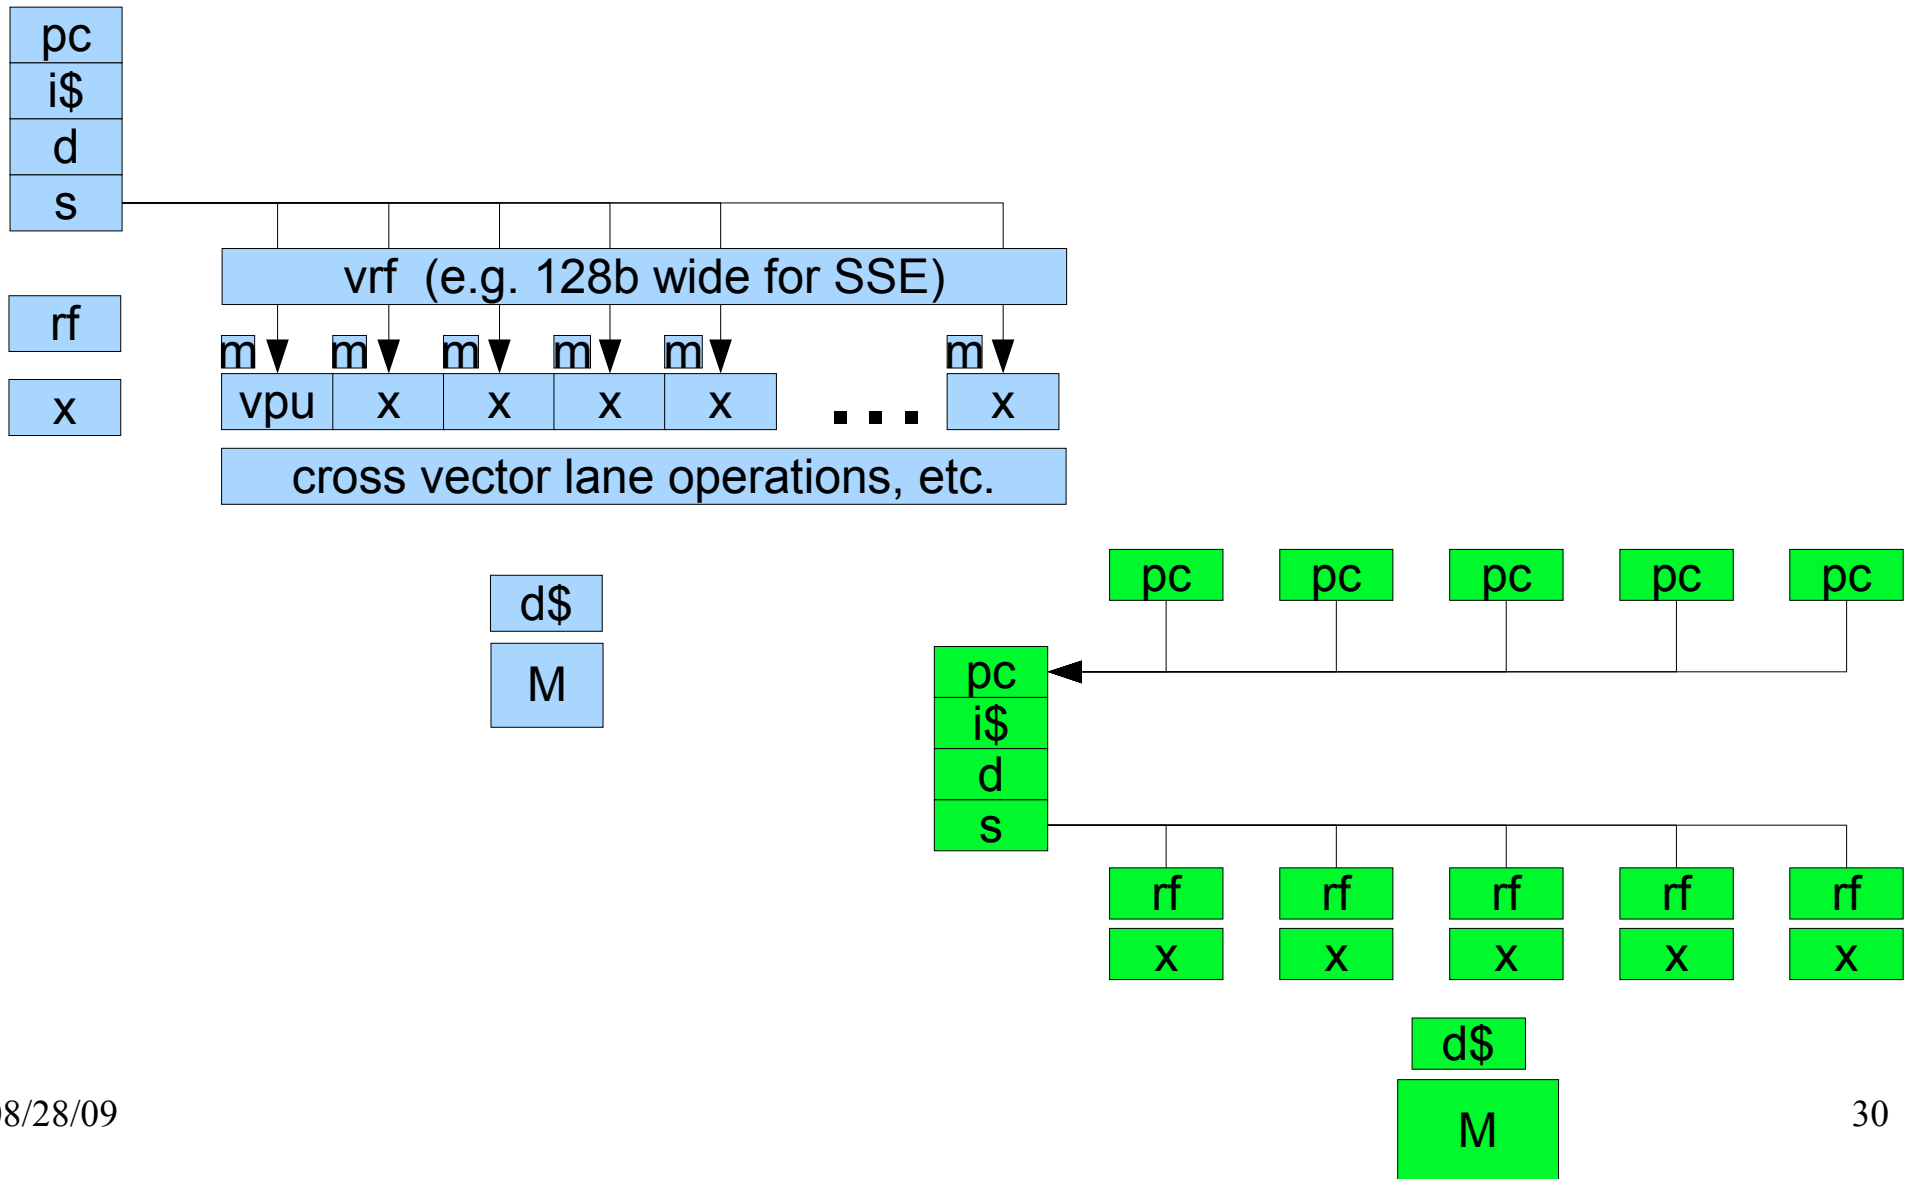 pc
i$
d
s
vrf (e.g. 128b wide for SSE)
rf
m m m m m m
x
vpu x x x x ... x
cross vector lane operations, etc.
d$
M
pc pc pc pc pc
pc
i$
d
s
rf rf rf rf rf
x x x x x
d$
M
8/28/09
30